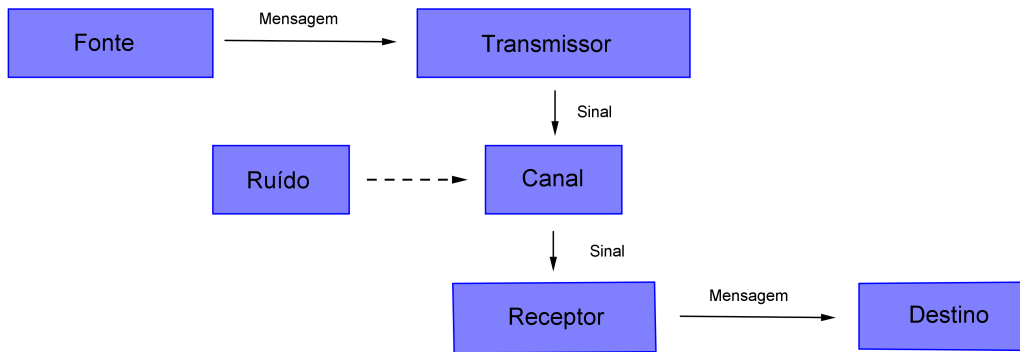 Fonte
Mensagem
Transmissor
Sinal
Ruído
Canal
Sinal
Receptor
Mensagem
Destino